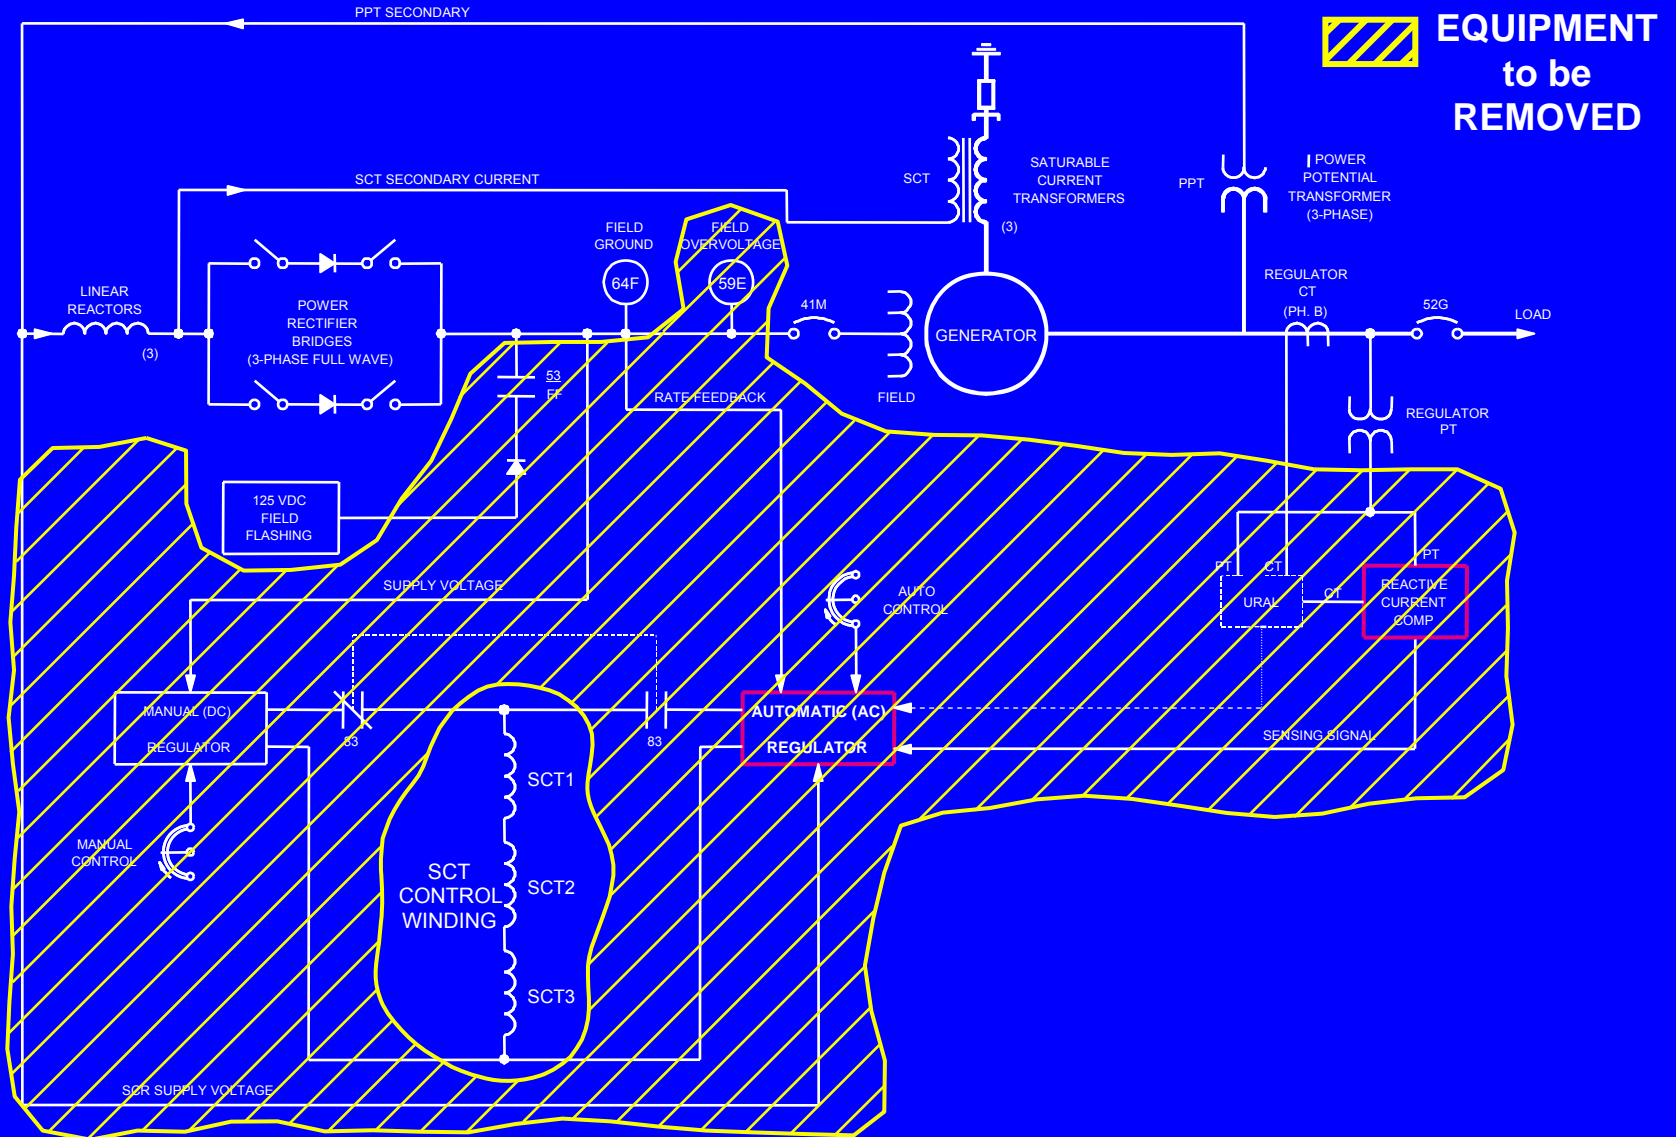 PPT SECONDARY
EQUIPMENT
to be
REMOVED
SCT SECONDARY CURRENT
SCT
SATURABLE
CURRENT
TRANSFORMERS
(3)
PPT
POWER
POTENTIAL
TRANSFORMER
(3-PHASE)
FIELD
GROUND
64F
FIELD
OVERVOLTAGE
59E
LINEAR
REACTORS
(3)
POWER
RECTIFIER
BRIDGES
(3-PHASE FULL WAVE)
41M
GENERATOR
FIELD
REGULATOR
CT
(PH. B)
52G
LOAD
53
FF
RATE FEEDBACK
REGULATOR
PT
125 VDC
FIELD
FLASHING
SUPPLY VOLTAGE
AUTO
CONTROL
PT
CT
URAL
CT
PT
REACTIVE
CURRENT
COMP
MANUAL (DC)
REGULATOR
83
83
AUTOMATIC (AC)
REGULATOR
SENSING SIGNAL
MANUAL
CONTROL
SCT
CONTROL
WINDING
SCT1
SCT2
SCT3
SCR SUPPLY VOLTAGE